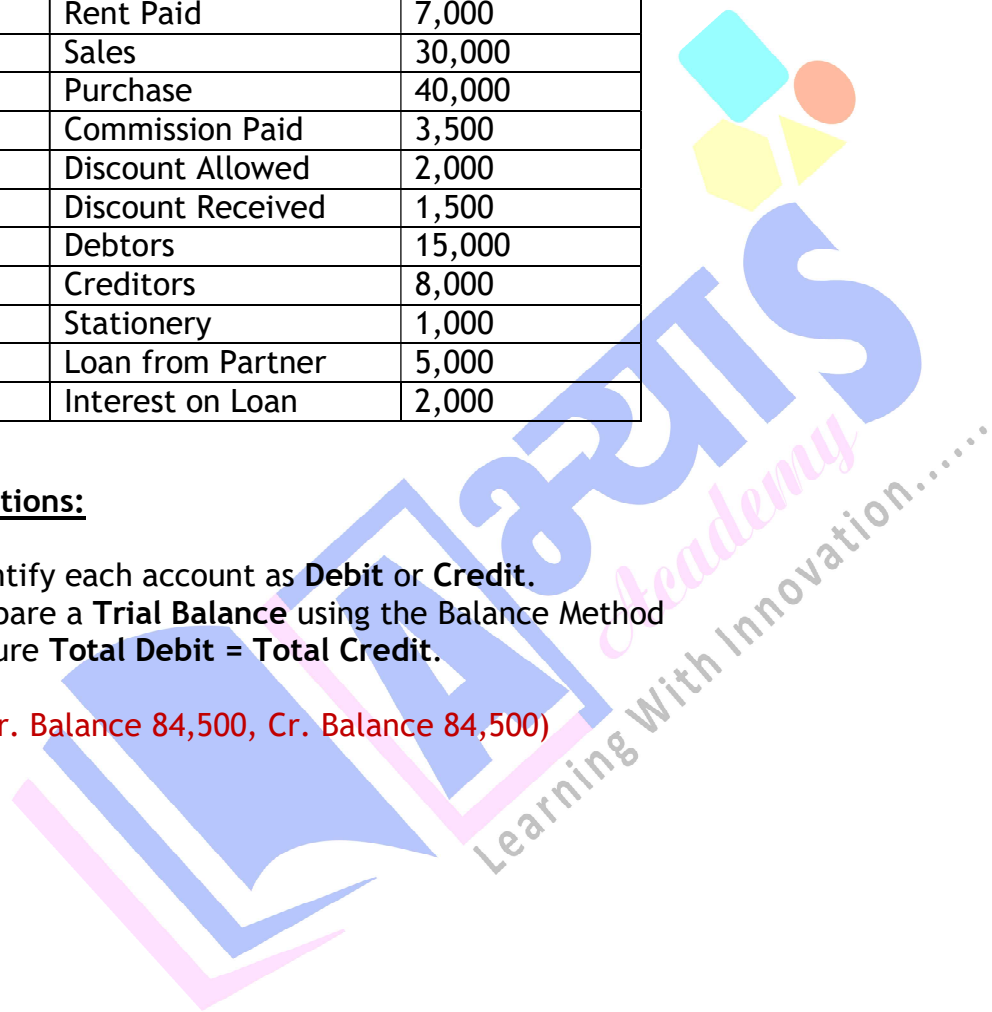 Rent Paid 7,000
Sales 30,000
Purchase 40,000
Commission Paid 3,500
Discount Allowed 2,000
Discount Received 1,500
Debtors 15,000
Creditors 8,000
Stationery 1,000
Loan from Partner 5,000
Interest on Loan 2,000
tions:
ntify each account as Debit or Credit.
pare a Trial Balance using the Balance Method
ure Total Debit = Total Credit.
r. Balance 84,500, Cr. Balance 84,500)
Aभ्यास
Academy
Learning With Innovation......